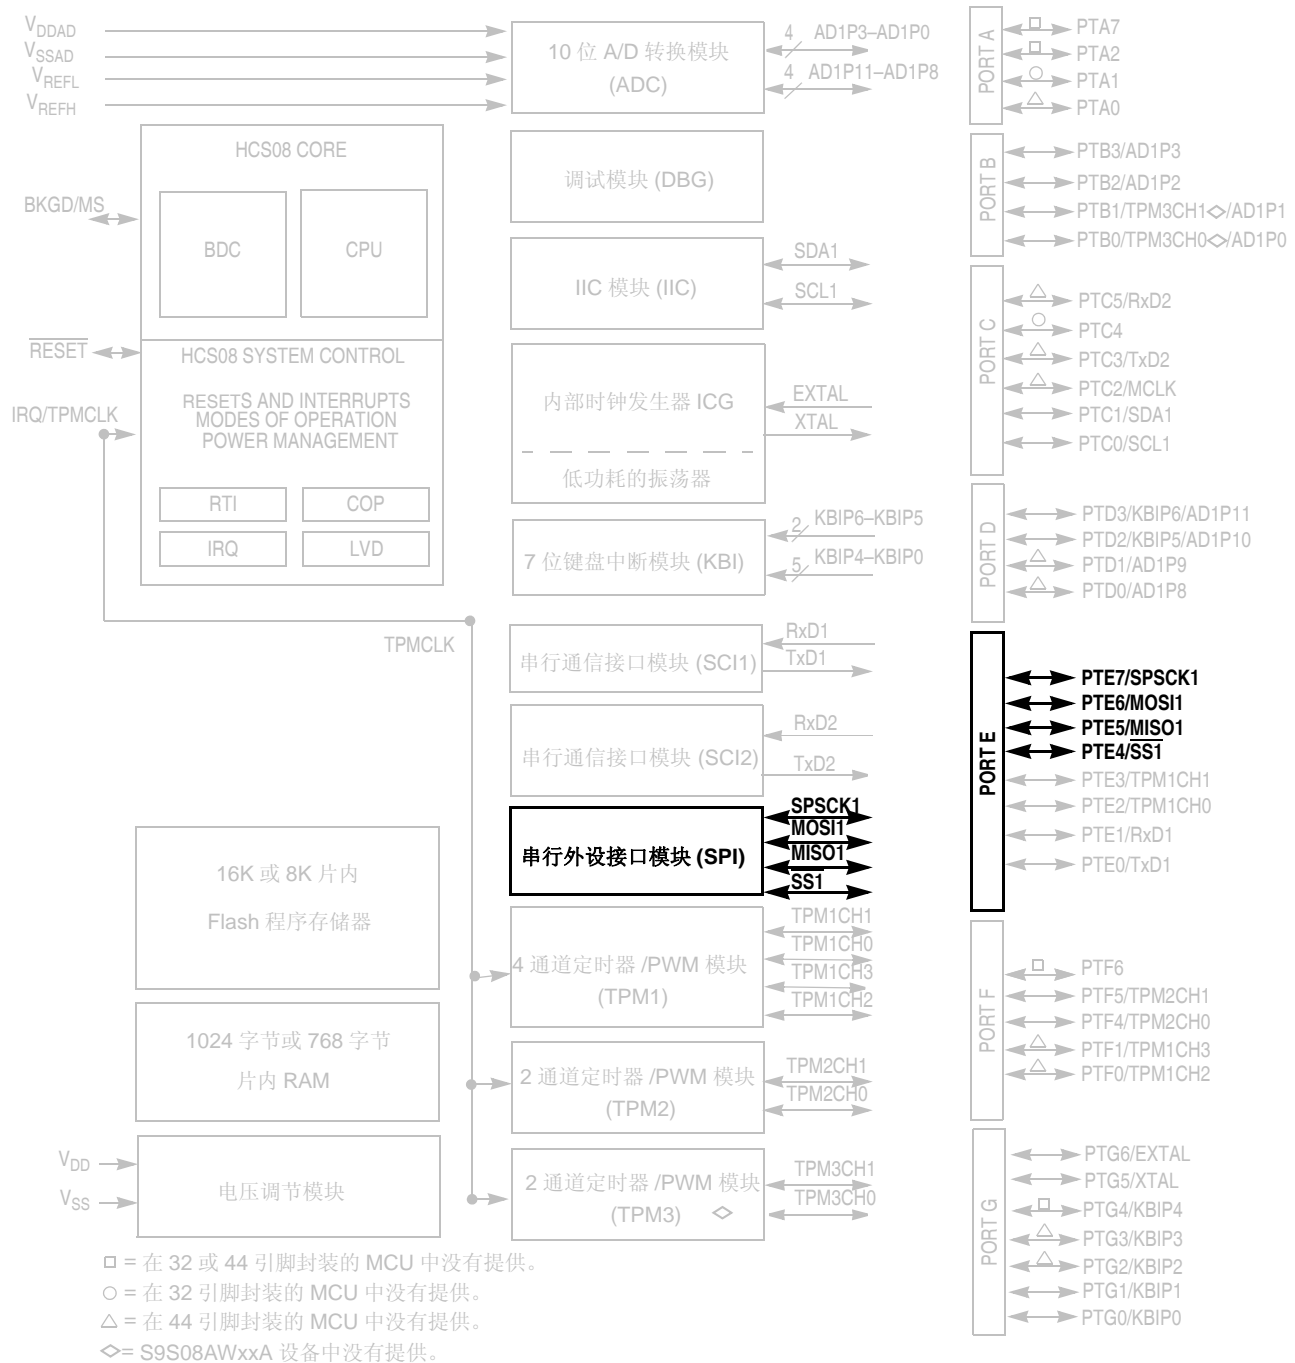 VDDAD
VSSAD
VREFL
VREFH
10 位 A/D 转换模块
(ADC)
4 AD1P3–AD1P0
4 AD1P11–AD1P8
HCS08 CORE
BDC
CPU
BKGD/MS
RESET
HCS08 SYSTEM CONTROL
RESETS AND INTERRUPTS
MODES OF OPERATION
POWER MANAGEMENT
IRQ/TPMCLK
RTI
COP
IRQ
LVD
TPMCLK
调试模块 (DBG)
IIC 模块 (IIC)
SDA1
SCL1
内部时钟发生器 ICG
低功耗的振荡器
EXTAL
XTAL
7 位键盘中断模块 (KBI)
2 KBIP6–KBIP5
5 KBIP4–KBIP0
串行通信接口模块 (SCI1)
RxD1
TxD1
串行通信接口模块 (SCI2)
RxD2
TxD2
串行外设接口模块 (SPI)
SPSCK1
MOSI1
MISO1
SS1
16K 或 8K 片内
Flash 程序存储器
4 通道定时器 /PWM 模块
(TPM1)
TPM1CH1
TPM1CH0
TPM1CH3
TPM1CH2
1024 字节或 768 字节
片内 RAM
2 通道定时器 /PWM 模块
(TPM2)
TPM2CH1
TPM2CH0
VDD
VSS
电压调节模块
2 通道定时器 /PWM 模块
(TPM3)
TPM3CH1
TPM3CH0
PORT A
PTA7
PTA2
PTA1
PTA0
PORT B
PTB3/AD1P3
PTB2/AD1P2
PTB1/TPM3CH1◇/AD1P1
PTB0/TPM3CH0◇/AD1P0
PORT C
PTC5/RxD2
PTC4
PTC3/TxD2
PTC2/MCLK
PTC1/SDA1
PTC0/SCL1
PORT D
PTD3/KBIP6/AD1P11
PTD2/KBIP5/AD1P10
PTD1/AD1P9
PTD0/AD1P8
PORT E
PTE7/SPSCK1
PTE6/MOSI1
PTE5/MISO1
PTE4/SS1
PTE3/TPM1CH1
PTE2/TPM1CH0
PTE1/RxD1
PTE0/TxD1
PORT F
PTF6
PTF5/TPM2CH1
PTF4/TPM2CH0
PTF1/TPM1CH3
PTF0/TPM1CH2
PORT G
PTG6/EXTAL
PTG5/XTAL
PTG4/KBIP4
PTG3/KBIP3
PTG2/KBIP2
PTG1/KBIP1
PTG0/KBIP0
□ = 在 32 或 44 引脚封装的 MCU 中没有提供。
○ = 在 32 引脚封装的 MCU 中没有提供。
△ = 在 44 引脚封装的 MCU 中没有提供。
◇= S9S08AWxxA 设备中没有提供。